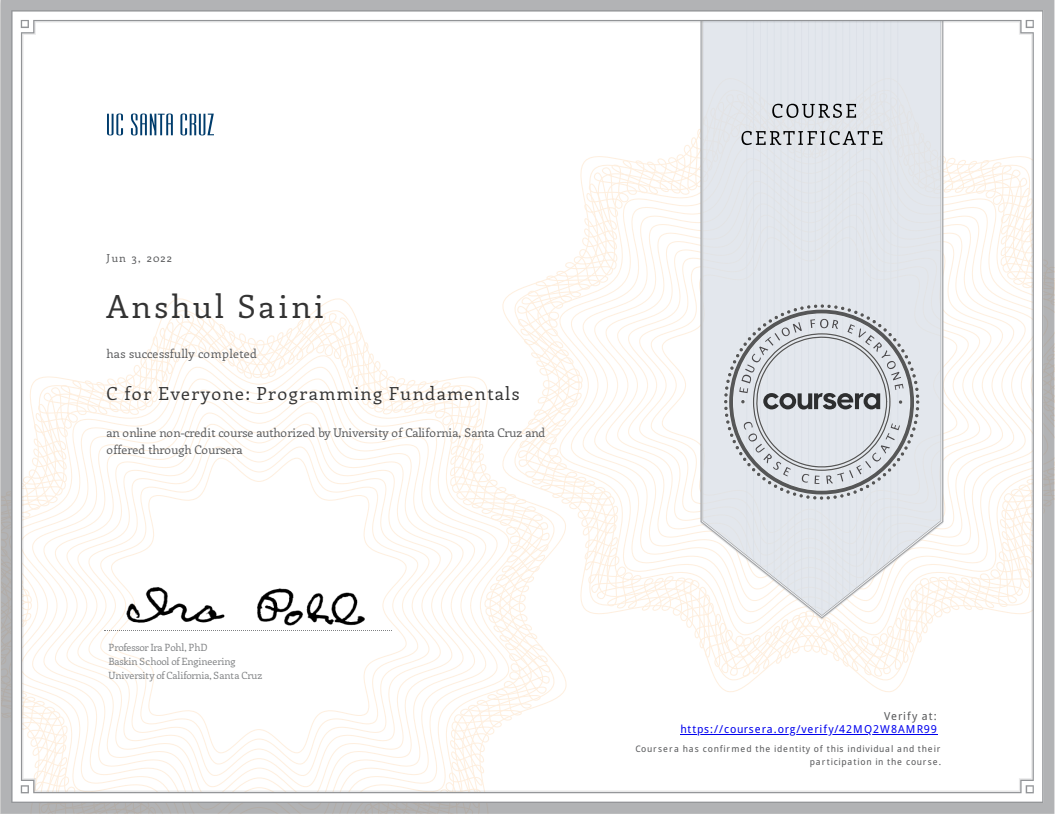 UC SANTA CRUZ
COURSE
CERTIFICATE
Jun 3, 2022
Anshul Saini
has successfully completed
C for Everyone: Programming Fundamentals
an online non-credit course authorized by University of California, Santa Cruz and
offered through Coursera
EDUCATION FOR EVERYONE
coursera
COURSE CERTIFICATE
Ira Pohl
Professor Ira Pohl, PhD
Baskin School of Engineering
University of California, Santa Cruz
Verify at:
https://coursera.org/verify/42MQ2W8AMR99
Coursera has confirmed the identity of this individual and their
participation in the course.